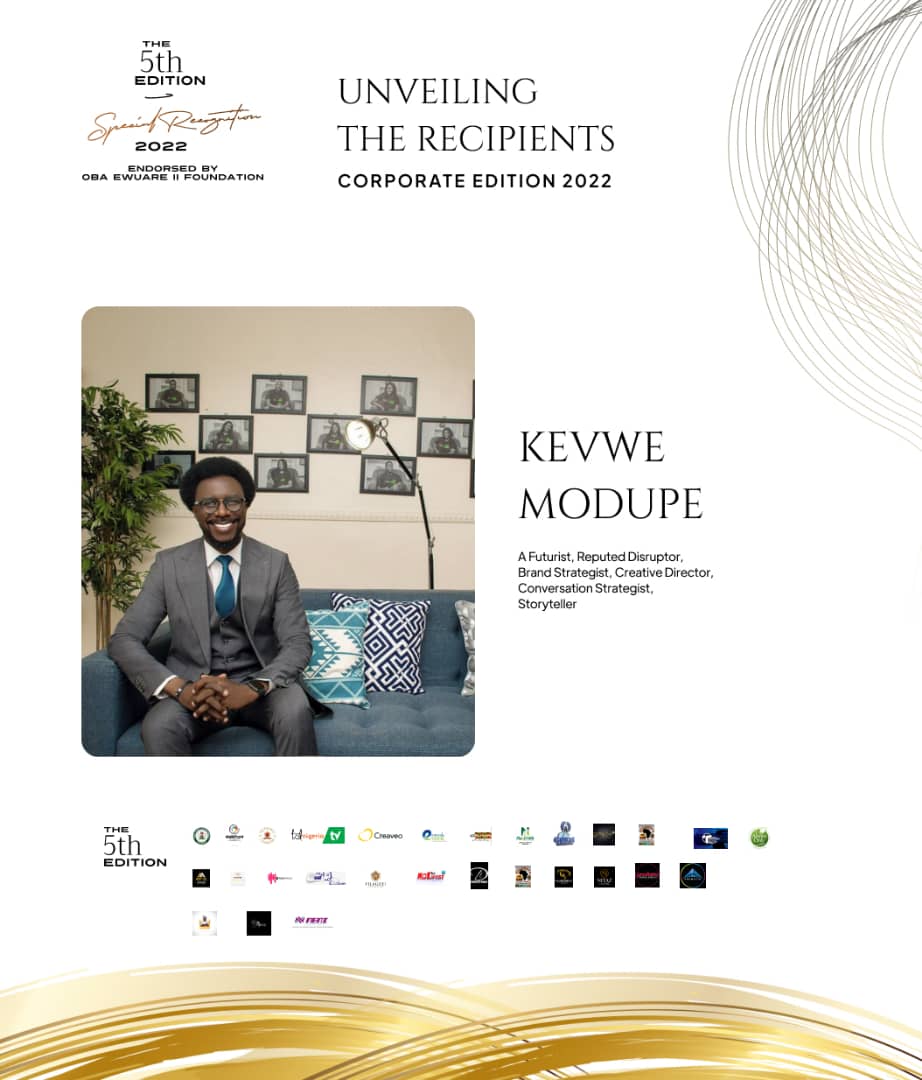 THE
5th
EDITION
Special Recognition
2022
ENDORSED BY
OBA EWUARE II FOUNDATION
UNVEILING
THE RECIPIENTS
CORPORATE EDITION 2022
KEVWE
MODUPE
A Futurist, Reputed Disruptor,
Brand Strategist, Creative Director,
Conversation Strategist,
Storyteller
THE
5th
EDITION
tv
Creaveo